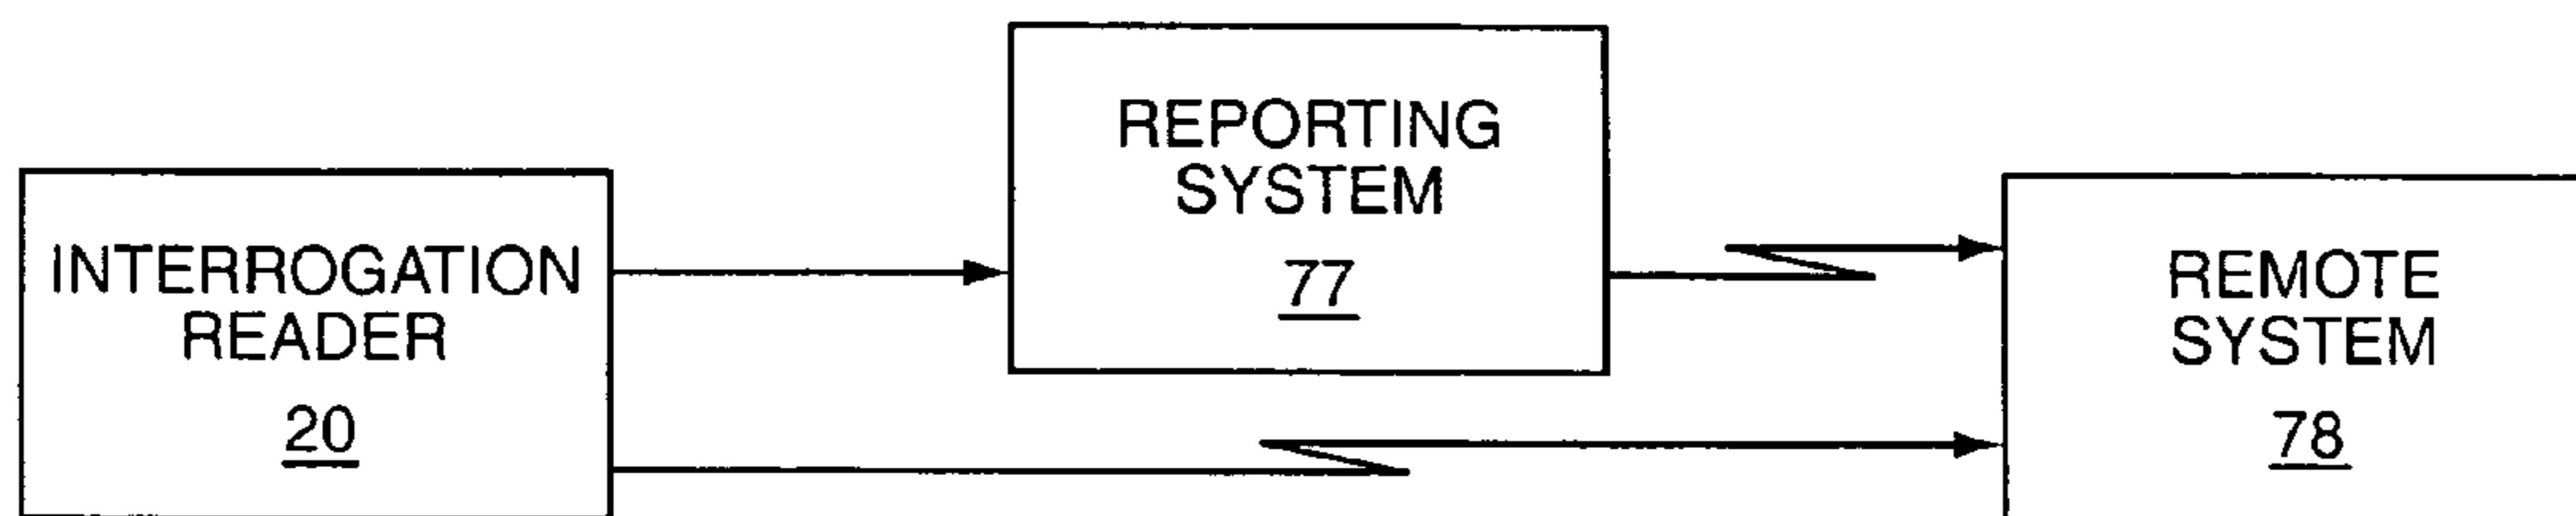 INTERROGATION
READER
20
REPORTING
SYSTEM
77
REMOTE
SYSTEM
78